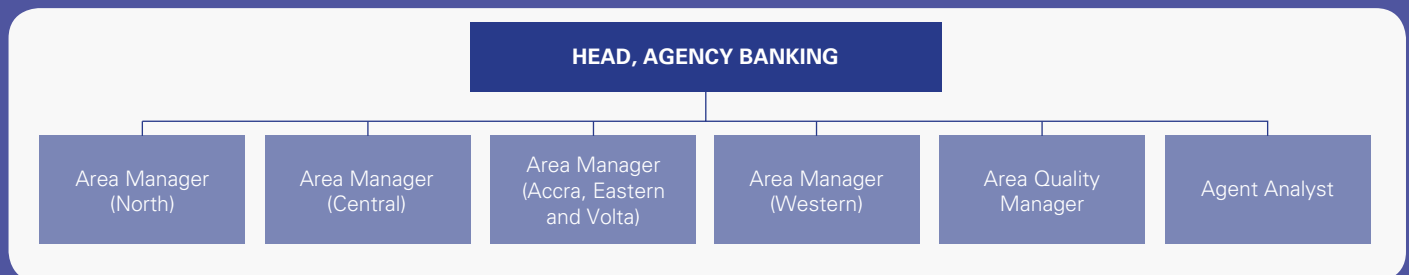 HEAD, AGENCY BANKING
Area Manager
(North)
Area Manager
(Central)
Area Manager
(Accra, Eastern
and Volta)
Area Manager
(Western)
Area Quality
Manager
Agent Analyst